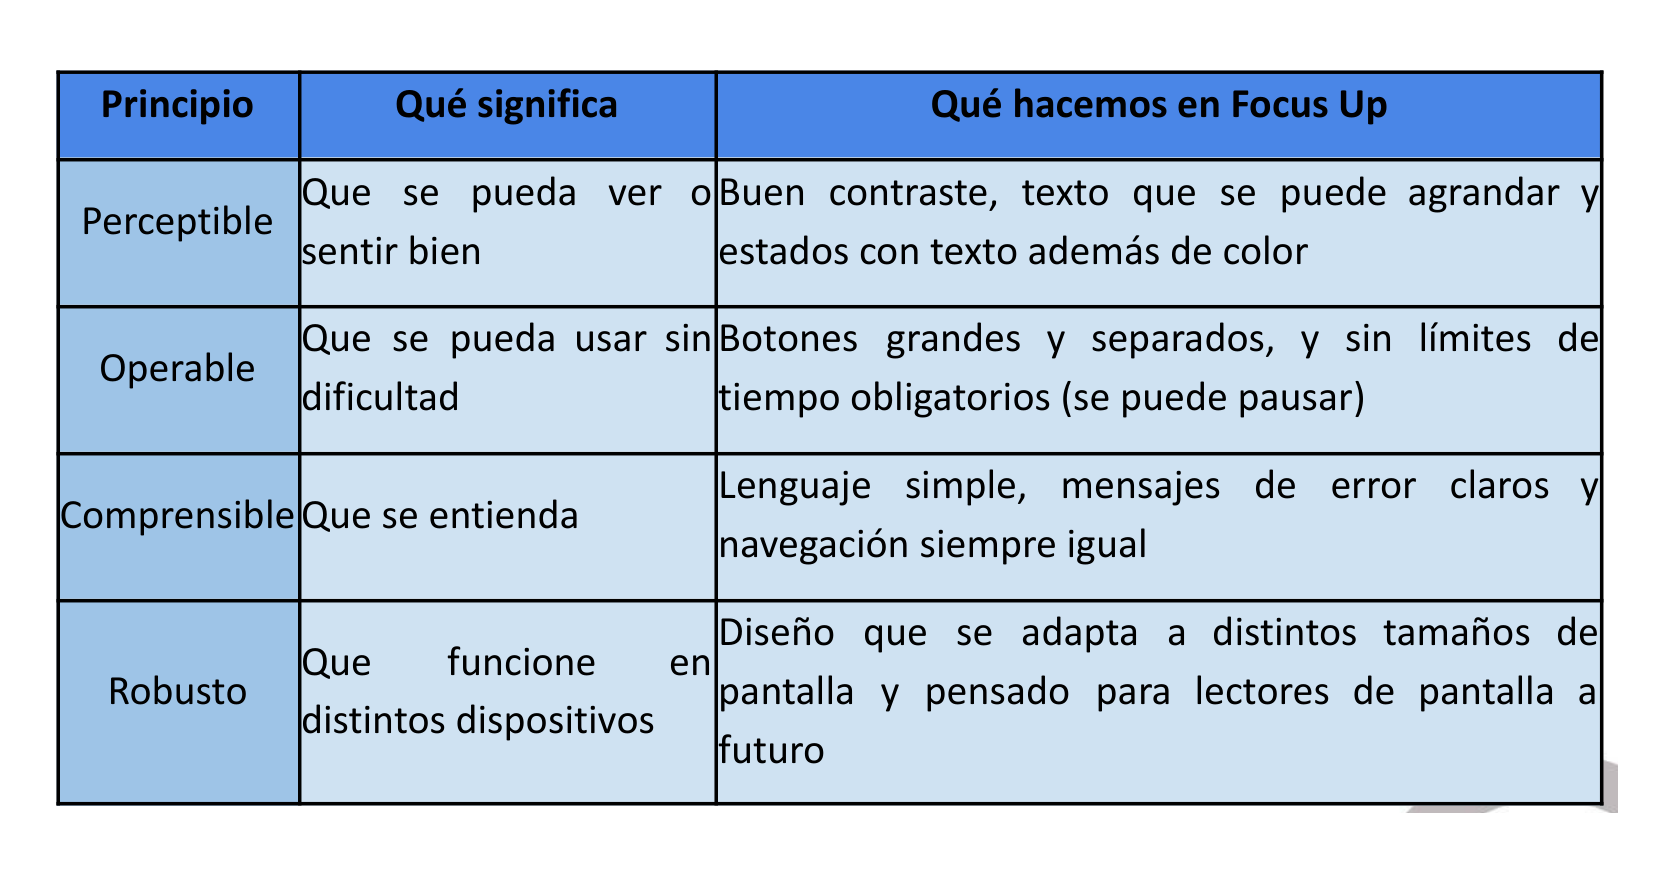 Principio
Qué significa
Qué hacemos en Focus Up
Perceptible
Que se pueda ver o
sentir bien
Buen contraste, texto que se puede agrandar y
estados con texto además de color
Operable
Que se pueda usar sin
dificultad
Botones grandes y separados, y sin límites de
tiempo obligatorios (se puede pausar)
Comprensible
Que se entienda
Lenguaje simple, mensajes de error claros y
navegación siempre igual
Robusto
Que funcione en
distintos dispositivos
Diseño que se adapta a distintos tamaños de
pantalla y pensado para lectores de pantalla a
futuro